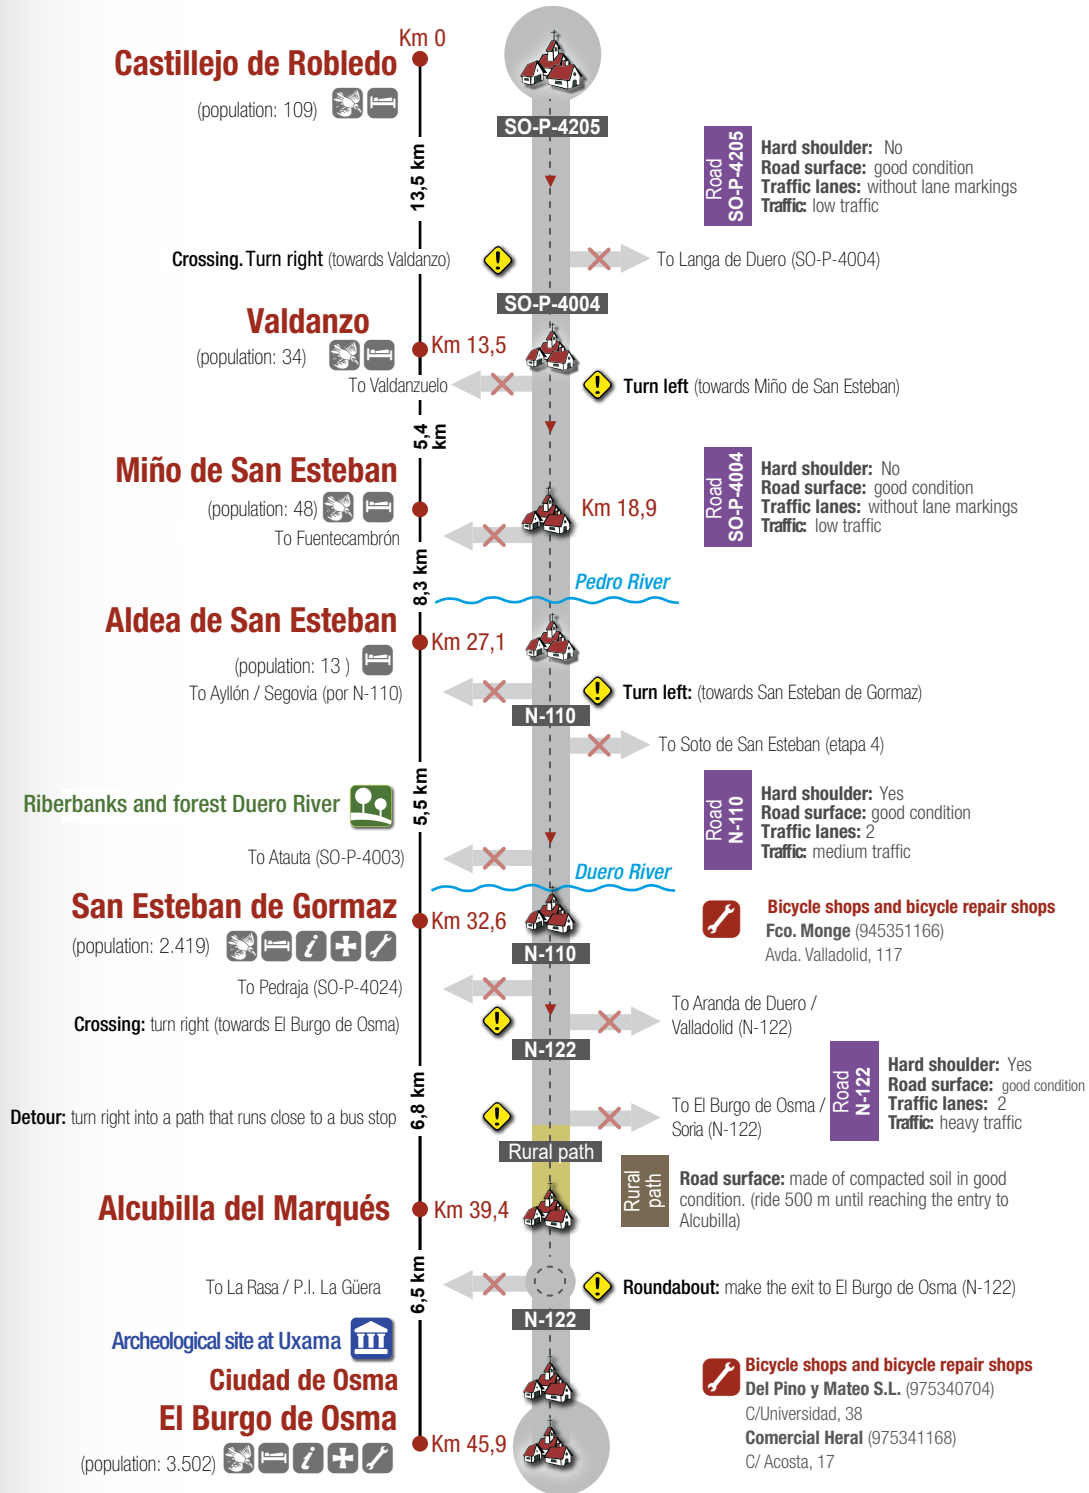 Km 0
Castillejo de Robledo
(population: 109)
SO-P-4205
13,5 km
Road
SO-P-4205
Hard shoulder: No
Road surface: good condition
Traffic lanes: without lane markings
Traffic: low traffic
Crossing. Turn right (towards Valdanzo)
To Langa de Duero (SO-P-4004)
SO-P-4004
Valdanzo
(population: 34)
Km 13,5
To Valdanzuelo
Turn left (towards Miño de San Esteban)
5,4
km
Miño de San Esteban
(population: 48)
Km 18,9
To Fuentecambrón
Road
SO-P-4004
Hard shoulder: No
Road surface: good condition
Traffic lanes: without lane markings
Traffic: low traffic
8,3 km
Pedro River
Aldea de San Esteban
Km 27,1
(population: 13 )
To Ayllón / Segovia (por N-110)
Turn left: (towards San Esteban de Gormaz)
N-110
To Soto de San Esteban (etapa 4)
5,5 km
Riberbanks and forest Duero River
Road
N-110
Hard shoulder: Yes
Road surface: good condition
Traffic lanes: 2
Traffic: medium traffic
To Atauta (SO-P-4003)
Duero River
San Esteban de Gormaz
Km 32,6
(population: 2.419)
N-110
Bicycle shops and bicycle repair shops
Fco. Monge (945351166)
Avda. Valladolid, 117
To Pedraja (SO-P-4024)
Crossing: turn right (towards El Burgo de Osma)
To Aranda de Duero /
Valladolid (N-122)
N-122
6,8 km
Road
N-122
Hard shoulder: Yes
Road surface: good condition
Traffic lanes: 2
Traffic: heavy traffic
Detour: turn right into a path that runs close to a bus stop
To El Burgo de Osma /
Soria (N-122)
Rural path
Rural
path
Road surface: made of compacted soil in good
condition. (ride 500 m until reaching the entry to
Alcubilla)
Alcubilla del Marqués
Km 39,4
6,5 km
To La Rasa / P.I. La Güera
Roundabout: make the exit to El Burgo de Osma (N-122)
N-122
Archeological site at Uxama
Ciudad de Osma
El Burgo de Osma
Km 45,9
(population: 3.502)
Bicycle shops and bicycle repair shops
Del Pino y Mateo S.L. (975340704)
C/Universidad, 38
Comercial Heral (975341168)
C/ Acosta, 17